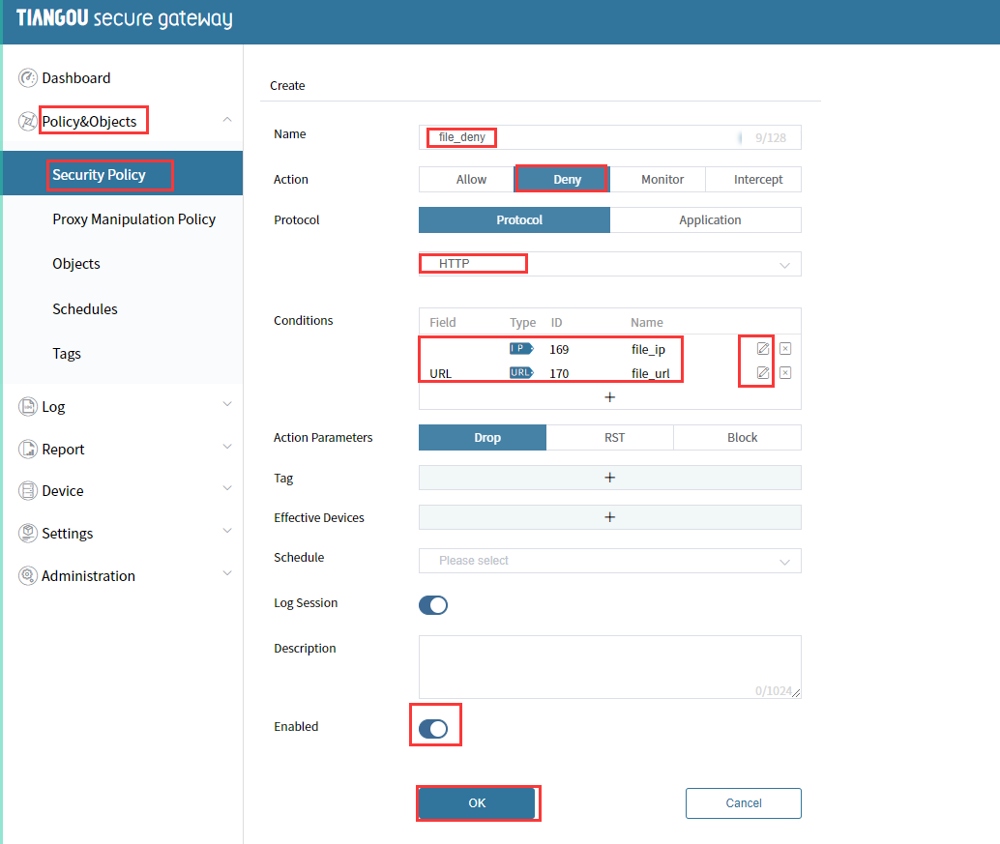 TIANGOU secure gateway
Dashboard
Policy&Objects
Security Policy
Proxy Manipulation Policy
Objects
Schedules
Tags
Log
Report
Device
Settings
Administration
Create
Name
file_deny
9/128
Action
Allow
Deny
Monitor
Intercept
Protocol
Protocol
Application
HTTP
Conditions
Field Type ID Name
IP 169 file_ip
URL URL 170 file_url
+
Action Parameters
Drop
RST
Block
Tag
+
Effective Devices
+
Schedule
Please select
Log Session
Description
0/1024
Enabled
OK
Cancel